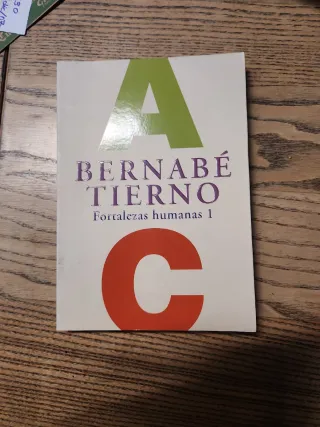 A
BERNABÉ
TIERNO
Fortalezas humanas 1
C